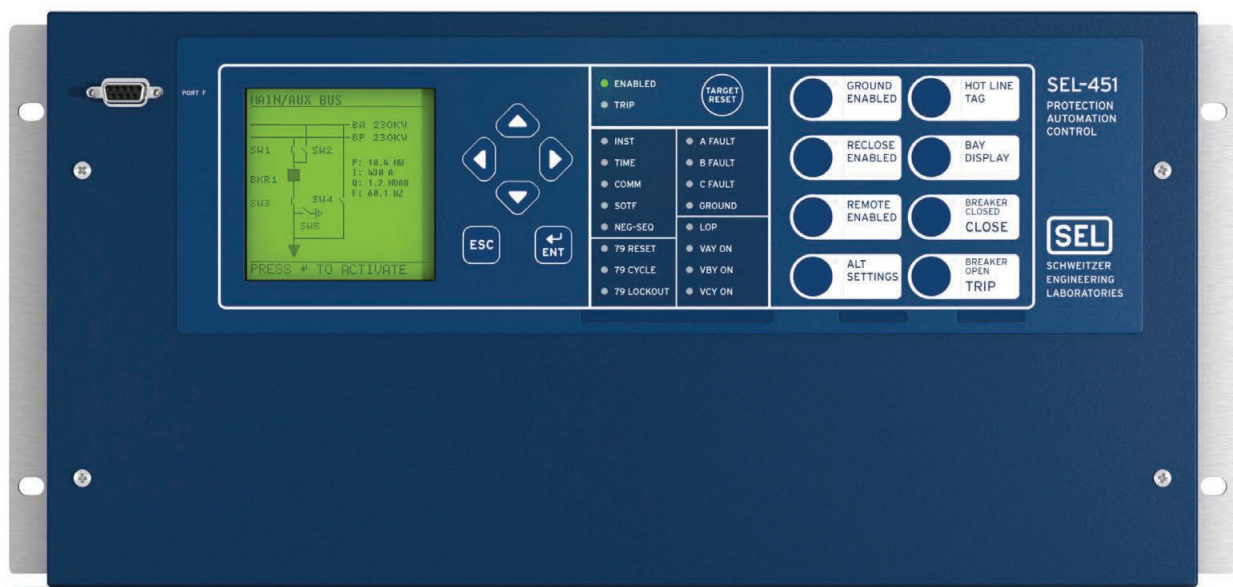 PORT F
MAIN/AUX BUS
BA 230KV
BP 230KV
SW1
SW2
P: 10.4 MW
I: 430 A
Q: 1.2 MVAR
F: 60.1 HZ
BKR1
SW3
SW4
SW5
PRESS ↵ TO ACTIVATE
ESC
ENT
ENABLED
TRIP
TARGET
RESET
INST
TIME
COMM
SOTF
NEG-SEQ
79 RESET
79 CYCLE
79 LOCKOUT
A FAULT
B FAULT
C FAULT
GROUND
LOP
VAY ON
VBY ON
VCY ON
GROUND
ENABLED
RECLOSE
ENABLED
REMOTE
ENABLED
ALT
SETTINGS
HOT LINE
TAG
BAY
DISPLAY
BREAKER
CLOSED
CLOSE
BREAKER
OPEN
TRIP
SEL-451
PROTECTION
AUTOMATION
CONTROL
SEL
SCHWEITZER
ENGINEERING
LABORATORIES